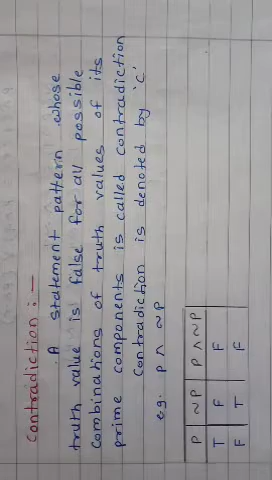 contradiction :-
A statement pattern whose
truth value is false for all possible
combinations of truth values of its
prime components is called contradiction
Contradiction is denoted by 'c'
eg. P ∧ ~P
P ~P P ∧ ~P
T F F
F T F